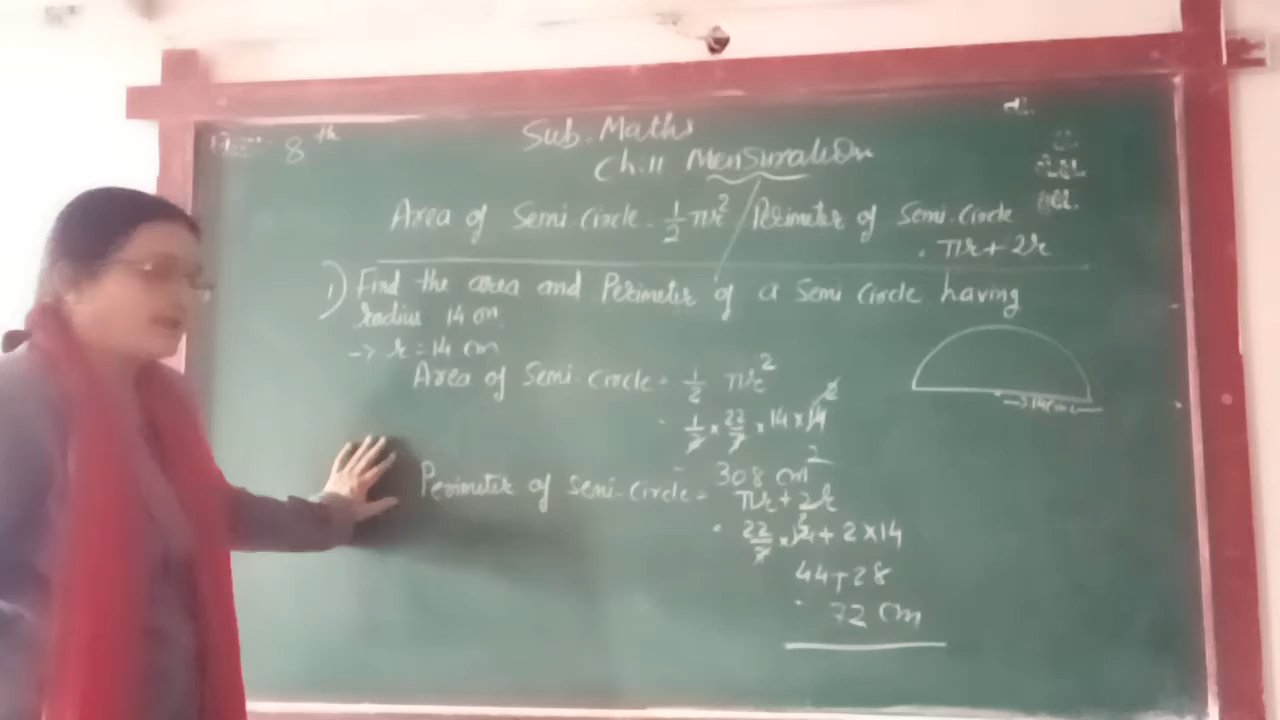 8th
Sub. Maths
Ch. 11 Mensuration
Area of Semi Circle = 1/2 πr² / Perimeter of Semi-Circle
= πr + 2r
1) Find the area and Perimeter of a Semi Circle having
radius 14 cm.
→ r = 14 cm
Area of Semi-Circle = 1/2 πr²
= 1/2 × 22/7 × 14 × 14 2
= 308 cm²
Perimeter of Semi-Circle = πr + 2r
= 22/7 × 14 2 + 2 × 14
44 + 28
= 72 cm
→ 14cm